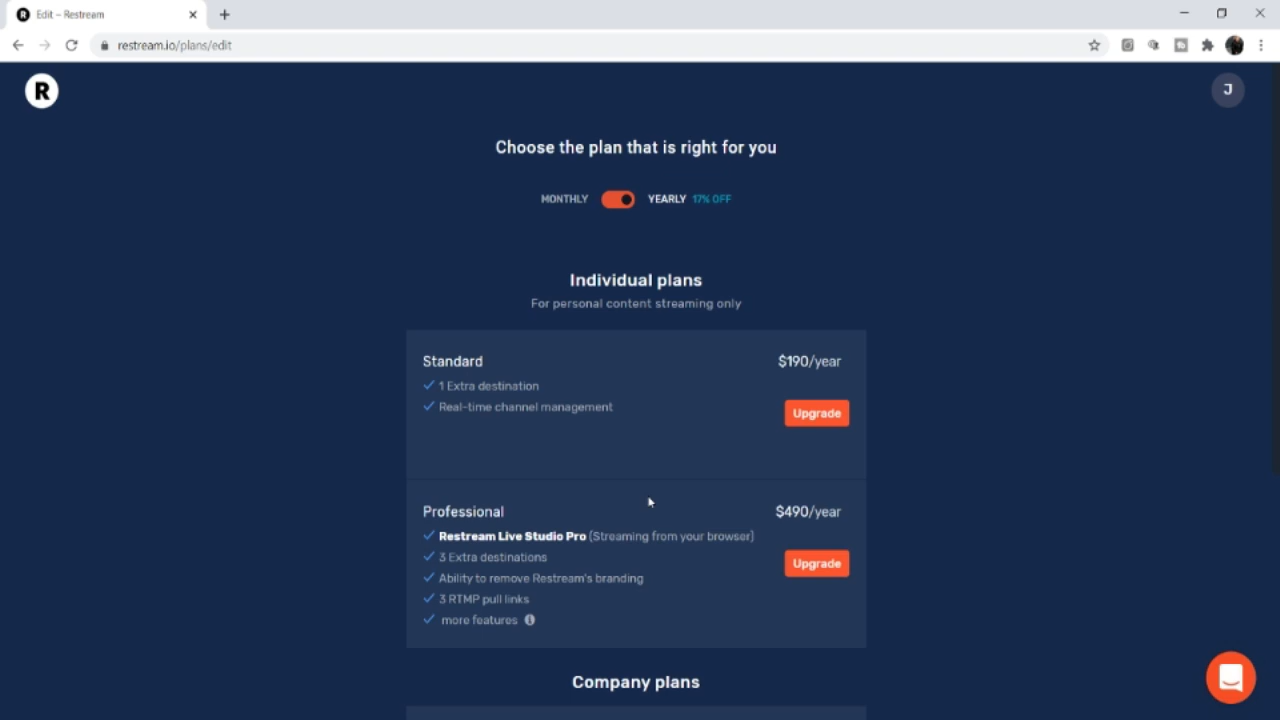 Edit – Restream
restream.io/plans/edit
R
J
Choose the plan that is right for you
MONTHLY YEARLY 17% OFF
Individual plans
For personal content streaming only
Standard $190/year
1 Extra destination
Real-time channel management
Upgrade
Professional $490/year
Restream Live Studio Pro (Streaming from your browser)
3 Extra destinations
Upgrade
Ability to remove Restream's branding
3 RTMP pull links
more features
Company plans